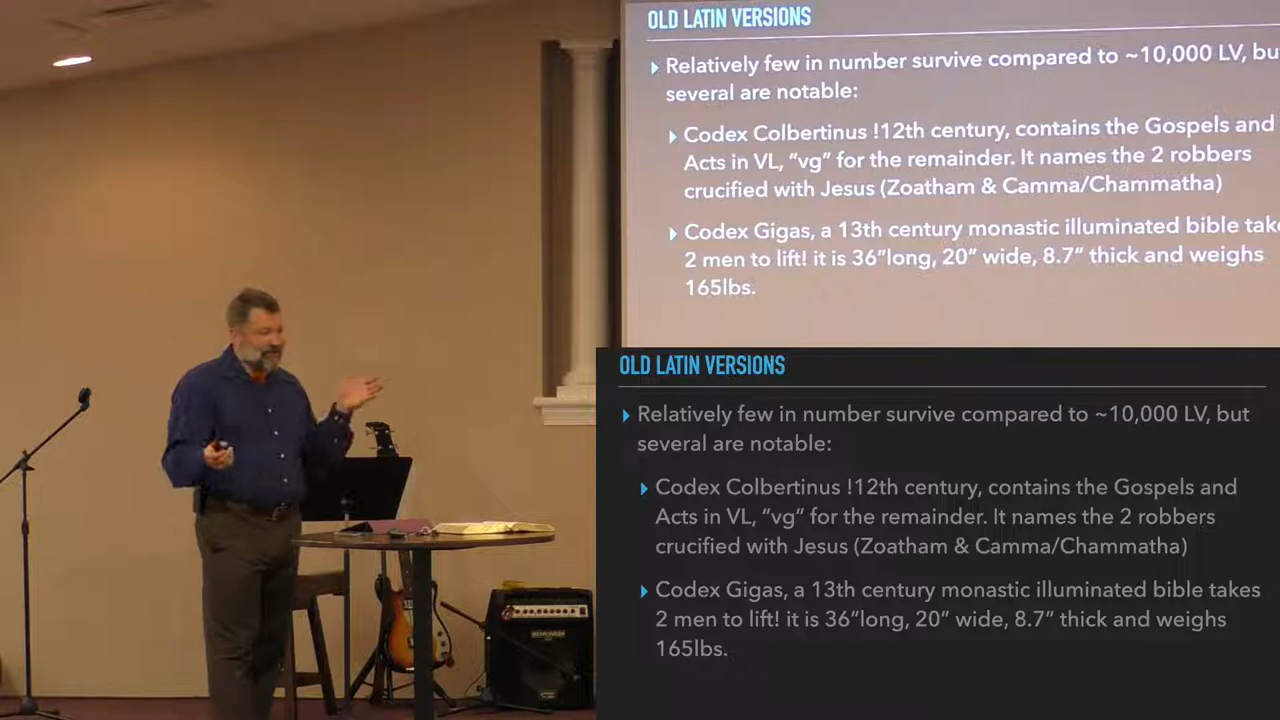 OLD LATIN VERSIONS
Relatively few in number survive compared to ~10,000 LV, bu
several are notable:
Codex Colbertinus !12th century, contains the Gospels and
Acts in VL, “vg” for the remainder. It names the 2 robbers
crucified with Jesus (Zoatham & Camma/Chammatha)
Codex Gigas, a 13th century monastic illuminated bible tak
2 men to lift! it is 36”long, 20” wide, 8.7” thick and weighs
165lbs.
OLD LATIN VERSIONS
Relatively few in number survive compared to ~10,000 LV, but
several are notable:
Codex Colbertinus !12th century, contains the Gospels and
Acts in VL, “vg” for the remainder. It names the 2 robbers
crucified with Jesus (Zoatham & Camma/Chammatha)
Codex Gigas, a 13th century monastic illuminated bible takes
2 men to lift! it is 36”long, 20” wide, 8.7” thick and weighs
165lbs.
BEHRINGER